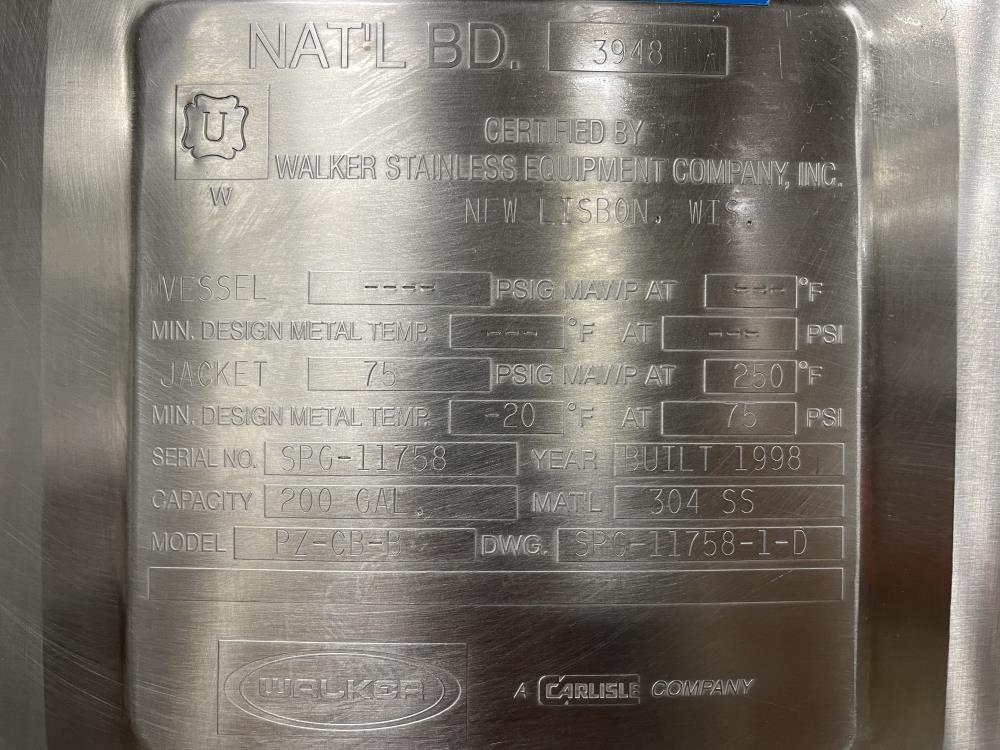 NAT'L BD. 3948
U
W
CERTIFIED BY
WALKER STAINLESS EQUIPMENT COMPANY, INC.
NEW LISBON, WIS.
VESSEL ---- PSIG MAWP AT --- °F
MIN. DESIGN METAL TEMP. --- °F AT --- PSI
JACKET 75 PSIG MAWP AT 250 °F
MIN. DESIGN METAL TEMP. -20 °F AT 75 PSI
SERIAL NO. SPG-11758 YEAR BUILT 1998
CAPACITY 200 GAL. MAT'L 304 SS
MODEL PZ-CB-B DWG. SPG-11758-1-D
WALKER A CARLISLE COMPANY